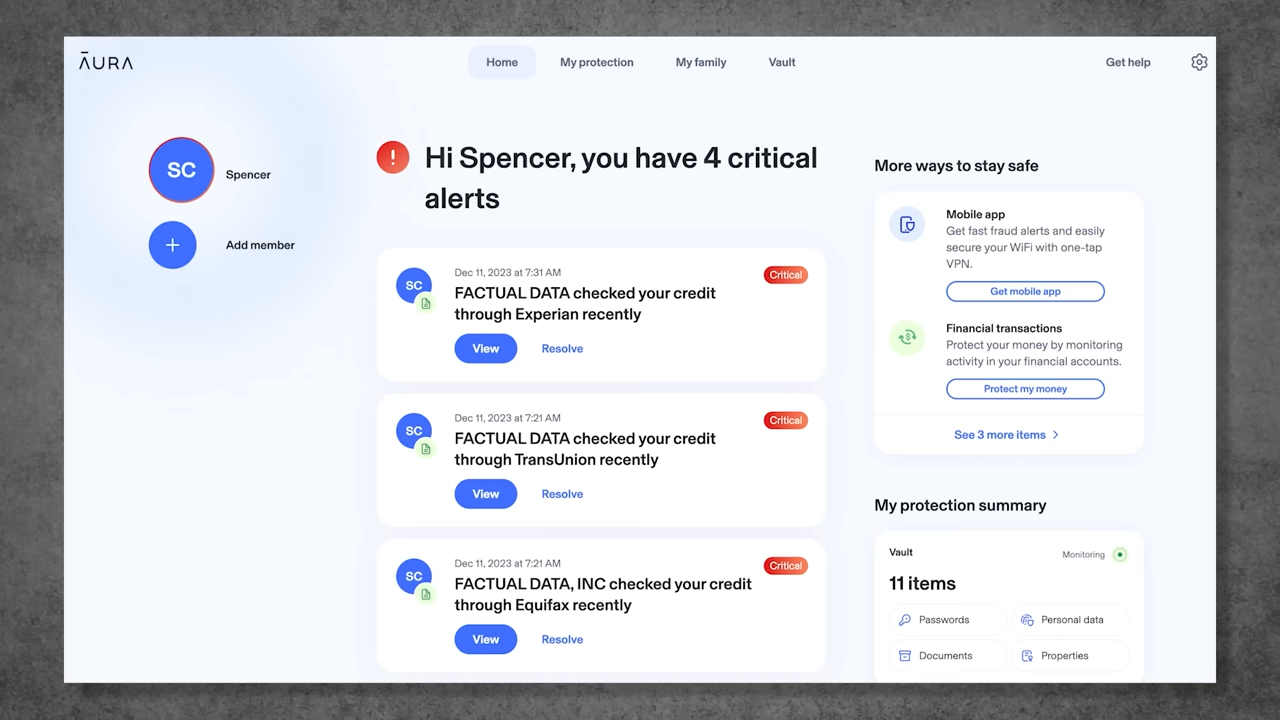 ĀURA
Home
My protection
My family
Vault
Get help
SC
Spencer
Add member
Hi Spencer, you have 4 critical
alerts
SC
Dec 11, 2023 at 7:31 AM
Critical
FACTUAL DATA checked your credit
through Experian recently
View
Resolve
SC
Dec 11, 2023 at 7:21 AM
Critical
FACTUAL DATA checked your credit
through TransUnion recently
View
Resolve
SC
Dec 11, 2023 at 7:21 AM
Critical
FACTUAL DATA, INC checked your credit
through Equifax recently
View
Resolve
More ways to stay safe
Mobile app
Get fast fraud alerts and easily
secure your WiFi with one-tap
VPN.
Get mobile app
Financial transactions
Protect your money by monitoring
activity in your financial accounts.
Protect my money
See 3 more items
My protection summary
Vault
Monitoring
11 items
Passwords
Personal data
Documents
Properties